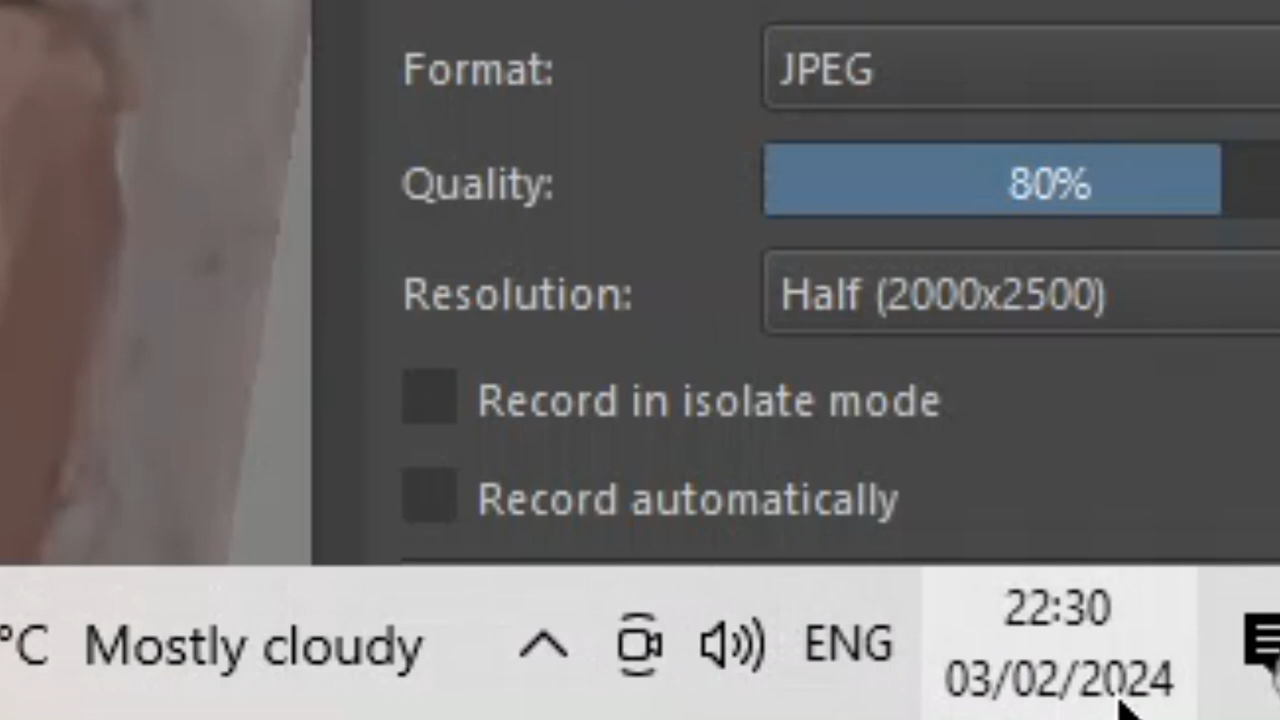 Format: JPEG
Quality: 80%
Resolution: Half (2000x2500)
Record in isolate mode
Record automatically
°C Mostly cloudy ENG 22:30
03/02/2024